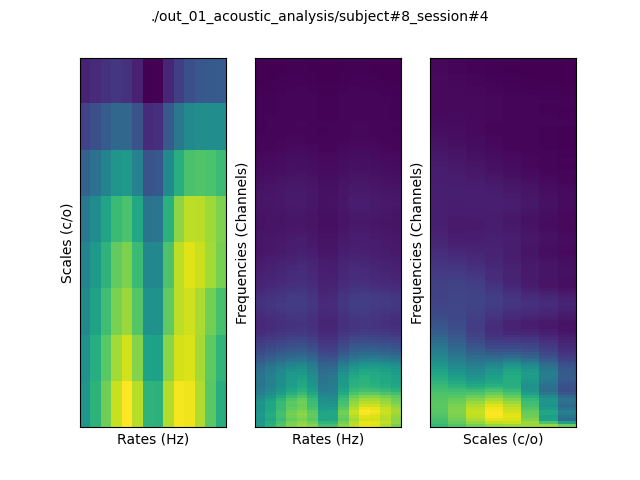 ./out_01_acoustic_analysis/subject#8_session#4
Scales (c/o)
Rates (Hz)
Frequencies (Channels)
Rates (Hz)
Frequencies (Channels)
Scales (c/o)